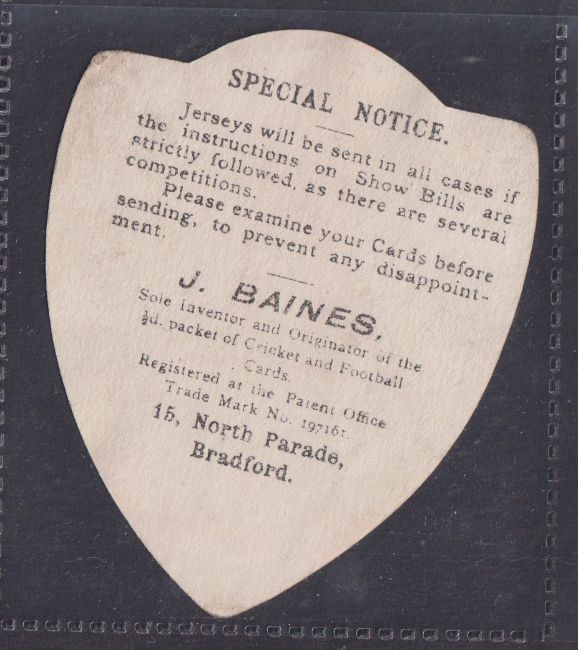 SPECIAL NOTICE.
Jerseys will be sent in all cases if
the instructions on Show Bills are
strictly followed, as there are several
competitions.
Please examine your Cards before
sending, to prevent any disappoint-
ment.
J. BAINES,
Sole Inventor and Originator of the
½d. packet of Cricket and Football
Cards.
Registered at the Patent Office
Trade Mark No. 197161.
15, North Parade,
Bradford.